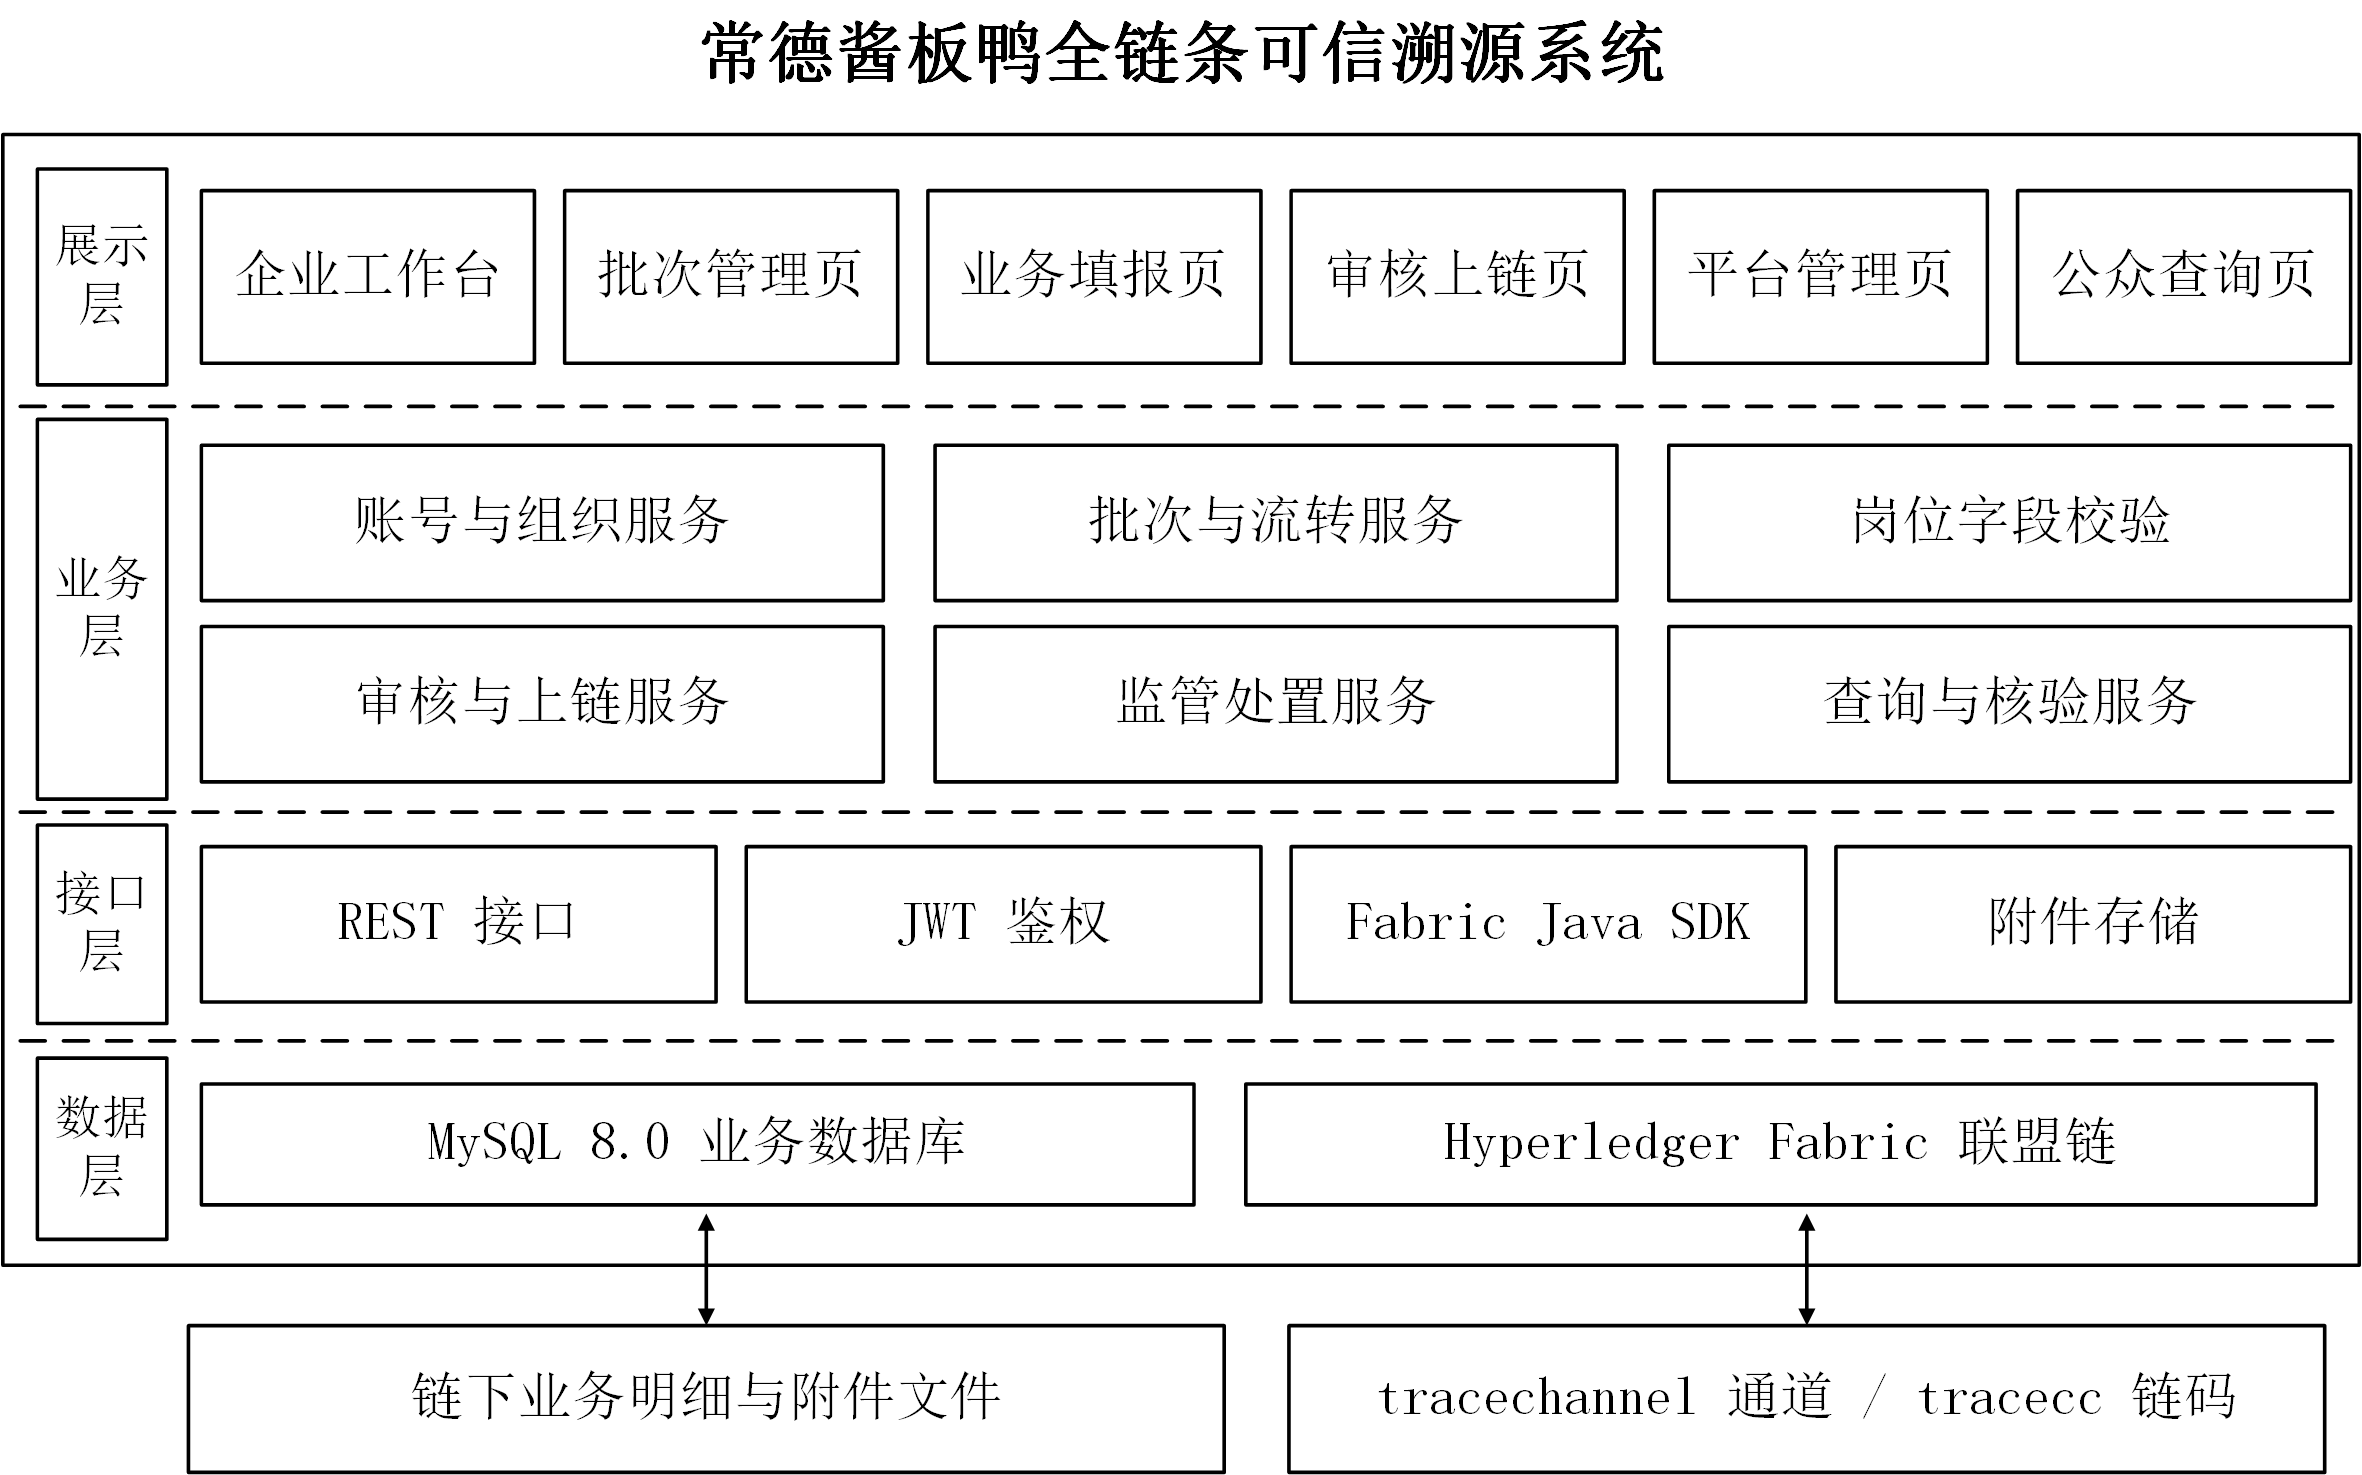 常德酱板鸭全链条可信溯源系统
展示
层
企业工作台
批次管理页
业务填报页
审核上链页
平台管理页
公众查询页
业务
层
账号与组织服务
批次与流转服务
岗位字段校验
审核与上链服务
监管处置服务
查询与核验服务
接口
层
REST 接口
JWT 鉴权
Fabric Java SDK
附件存储
数据
层
MySQL 8.0 业务数据库
Hyperledger Fabric 联盟链
链下业务明细与附件文件
tracechannel 通道 / tracecc 链码